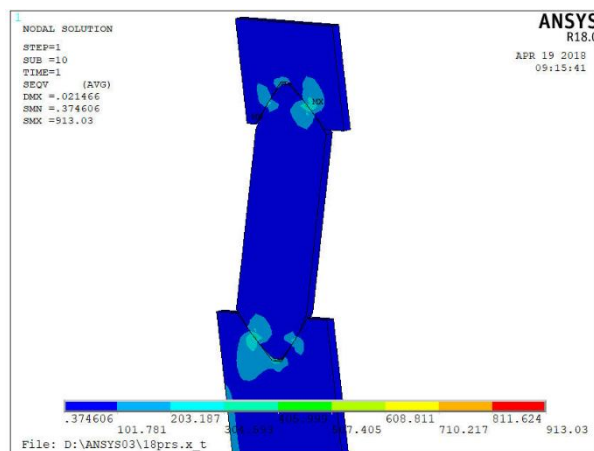 1
NODAL SOLUTION
STEP=1
SUB =10
TIME=1
SEQV (AVG)
DMX =.021466
SMN =.374606
SMX =913.03
ANSYS
R18.0
APR 19 2018
09:15:41
MX
.374606 203.187 608.811 811.624
101.781 710.217 913.03
File: D:\ANSYS03\18prs.x_t